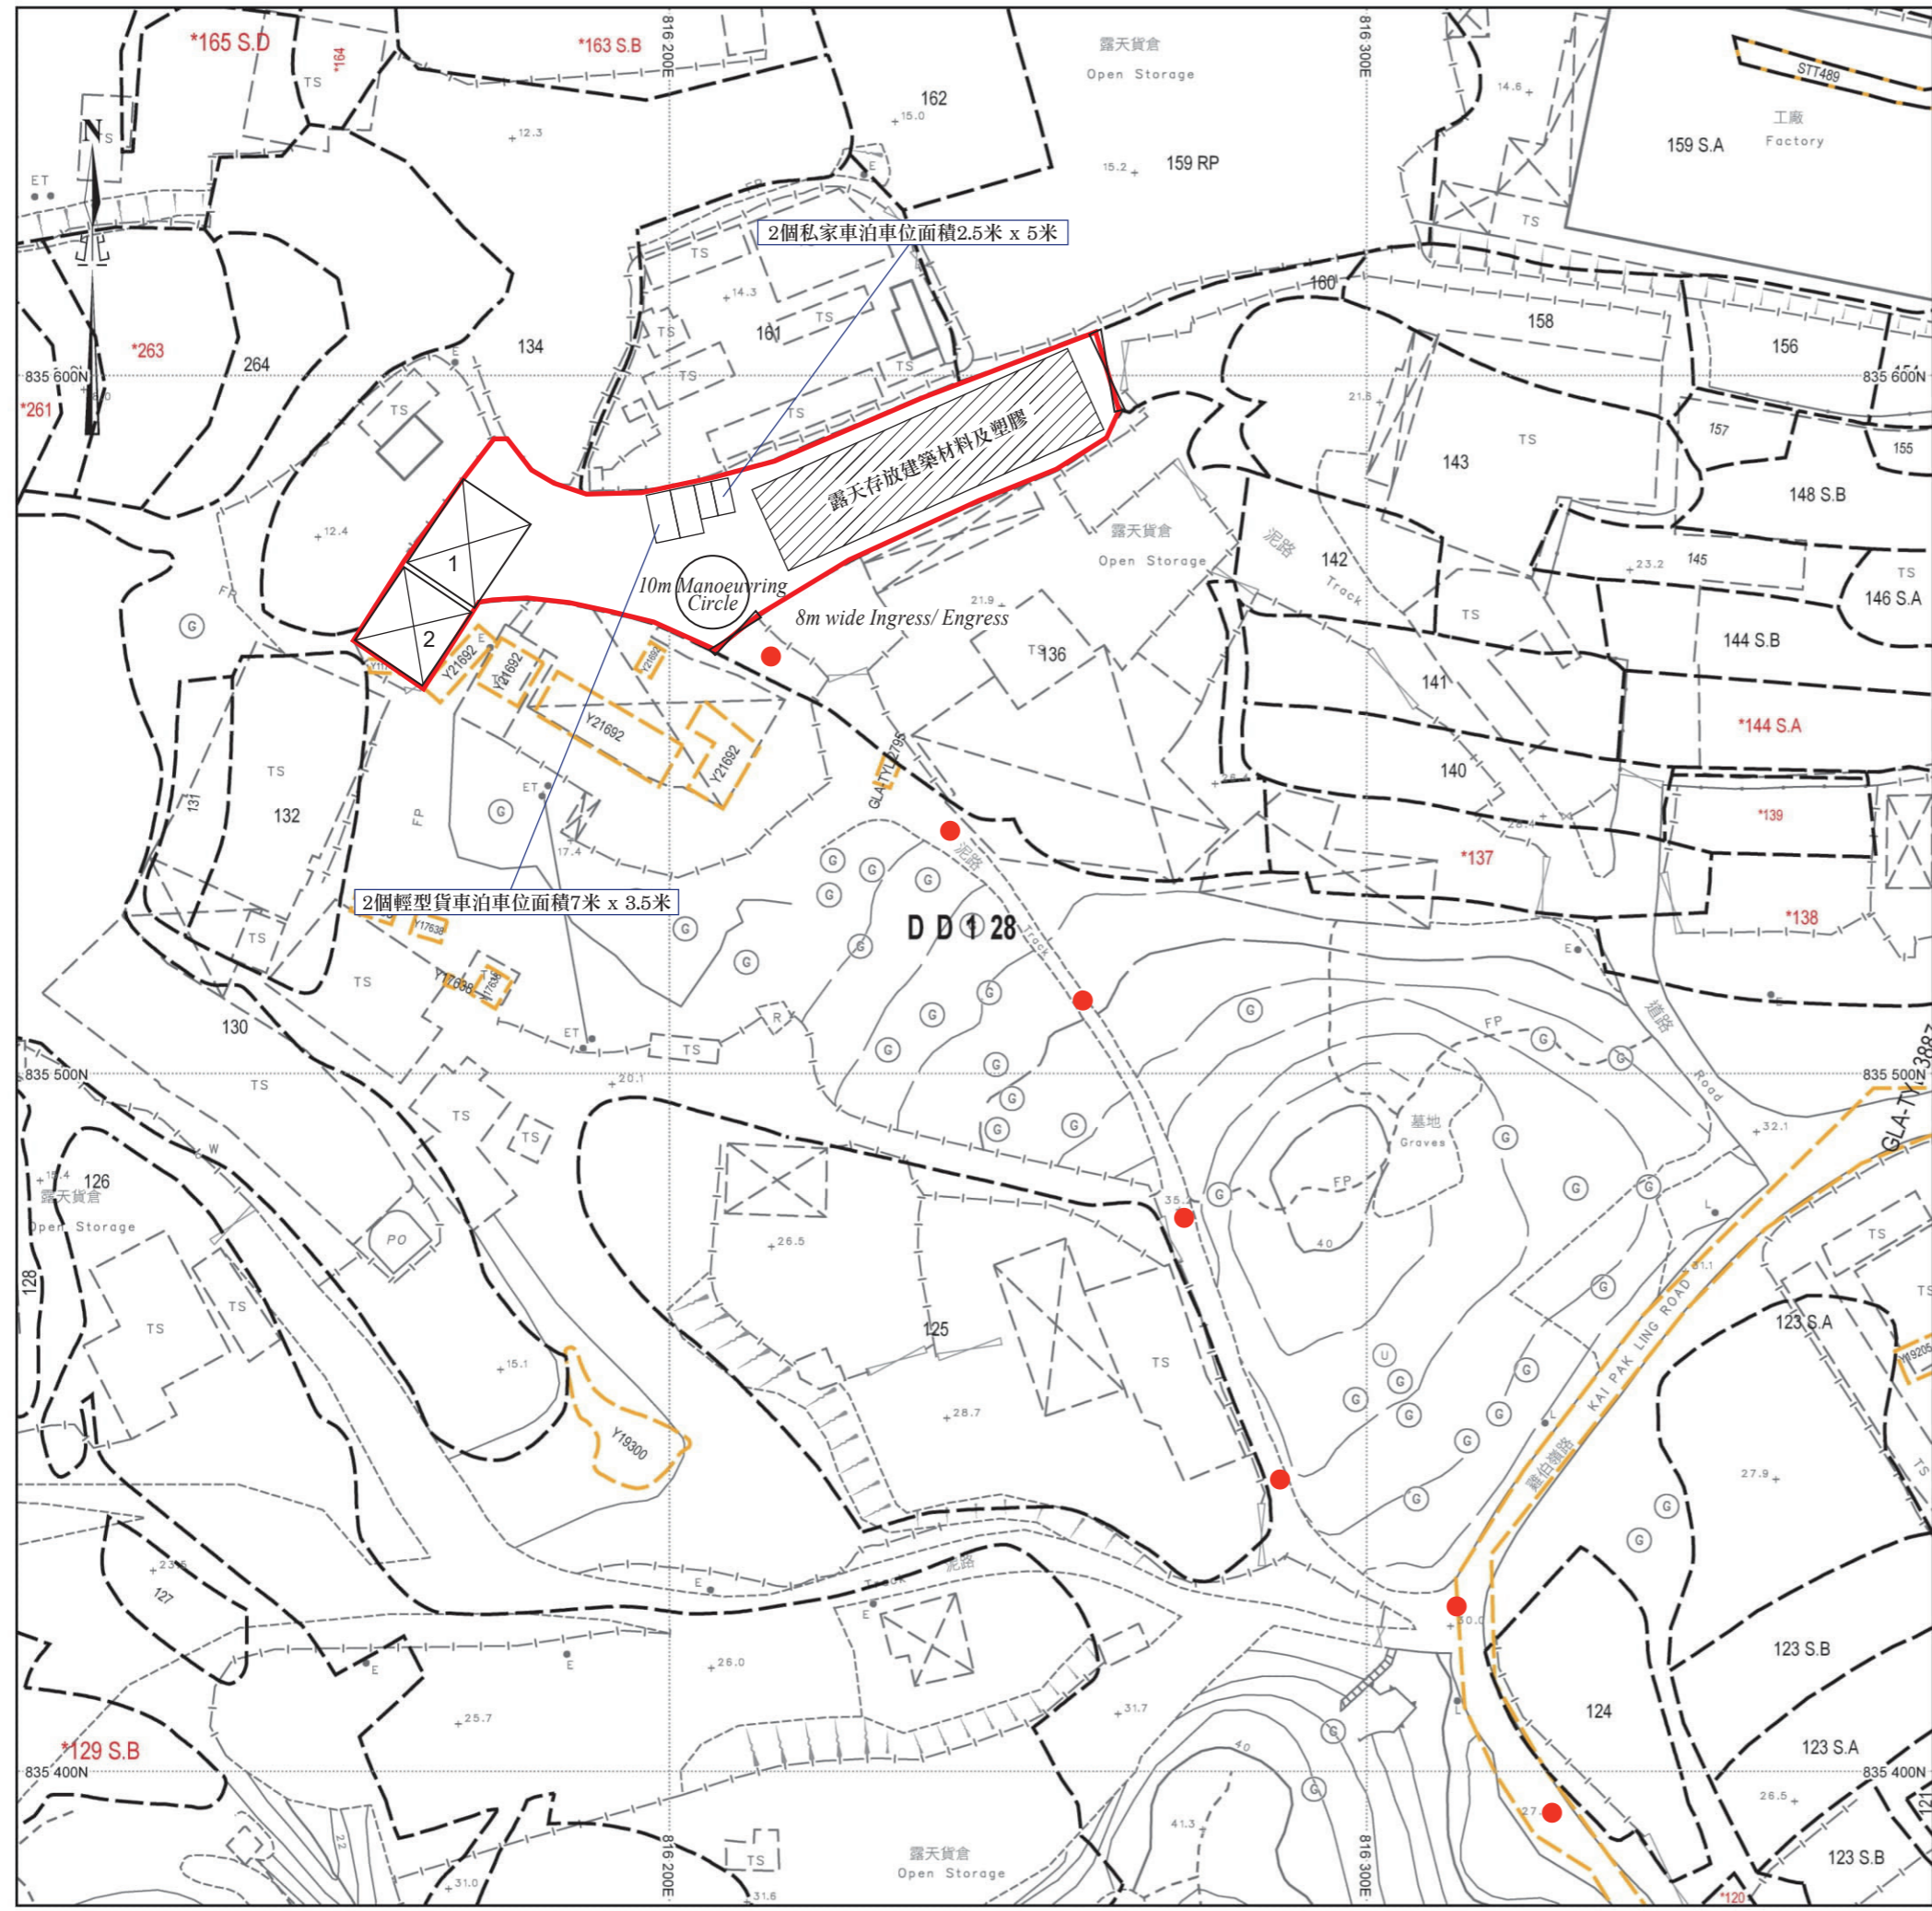 *165 S.D
*164
*163 S.B
816 200E
露天貨倉
Open Storage
816 300E
STT489
14.6
工廠
Factory
159 S.A
162
15.0
12.3
TS
N
ET
15.2
159 RP
E
TS
2個私家車泊車位面積2.5米 x 5米
TS
14.3
TS
161
TS
TS
TS
TS
160
158
156
*263
264
134
E
835 600N
835 600N
*261
TS
21.6
TS
157
155
143
148 S.B
露天存放建築材料及塑膠
12.4
1
2
露天貨倉
Open Storage
泥路
Track
142
23.2
145
TS
146 S.A
TS
144 S.B
FP
G
10m Manoeuvring
Circle
8m wide Ingress/ Engress
21.9
TS
136
141
*144 S.A
Y21692
Y21692
Y21692
Y21692
Y21692
140
TS
131
132
FP
ET
G
17.4
*139
*137
*138
28.4
泥路
Track
2個輕型貨車泊車位面積7米 x 3.5米
Y17638
Y17638
Y17638
D D 128
TS
TS
130
ET
TS
R
E
道路
Road
FP
835 500N
835 500N
20.1
TS
TS
TS
墓地
Graves
FP
32.1
W
126
露天貨倉
Open Storage
128
TS
TS
PO
26.5
40
31.1
TS
KAI PAK LING ROAD
雞伯嶺路
123 S.A
15.1
125
TS
28.7
U
L
L
27.9
Y19300
泥路
127
E
E
E
E
26.0
25.7
31.7
30.0
L
124
123 S.B
123 S.A
*129 S.B
835 400N
835 400N
40
41.3
26.5
121
22
TS
31.0
31.6
露天貨倉
Open Storage
816 200E
816 300E
123 S.B
*120